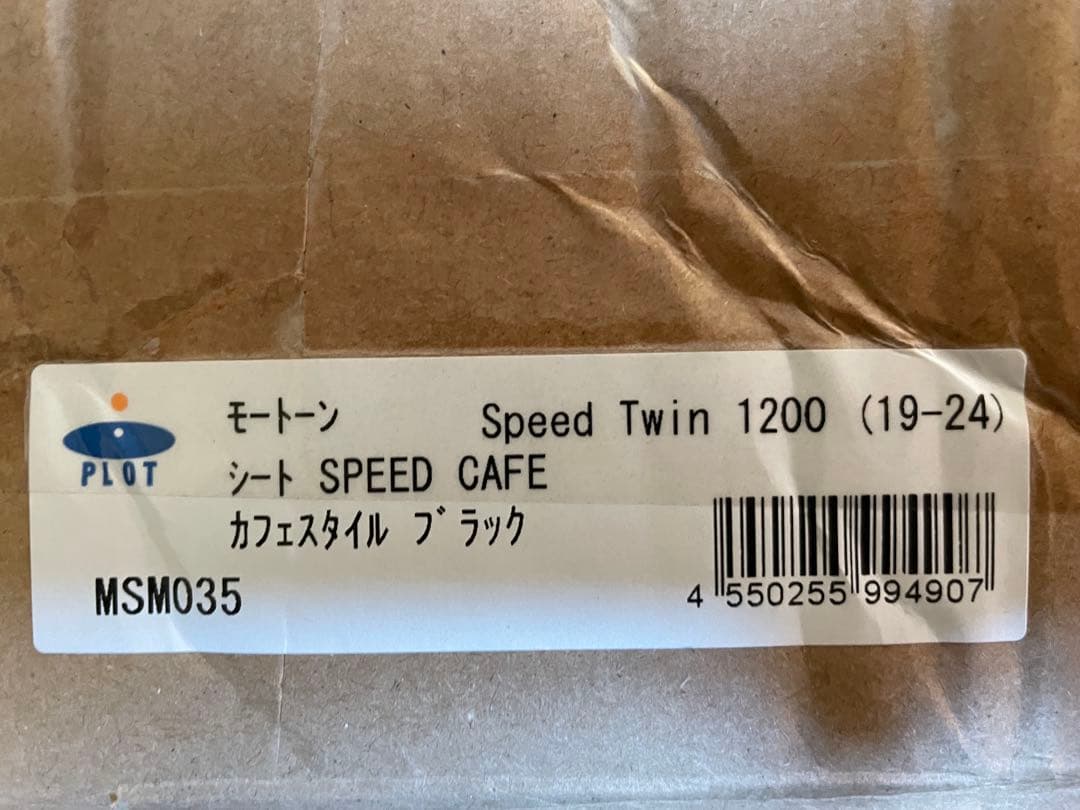 PLOT
ﾓｰﾄｰﾝ Speed Twin 1200 (19-24)
ｼｰﾄ SPEED CAFE
ｶﾌｪｽﾀｲﾙ ﾌﾞﾗｯｸ
MSM035
4 550255 994907